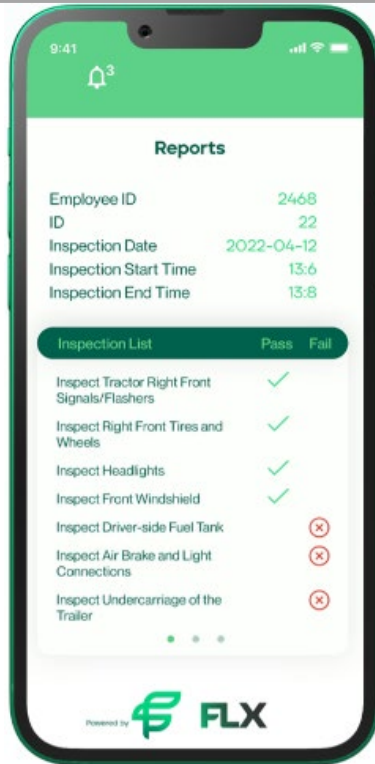 9:41
3
Reports
Employee ID 2468
ID 22
Inspection Date 2022-04-12
Inspection Start Time 13:6
Inspection End Time 13:8
Inspection List Pass Fail
Inspect Tractor Right Front
Signals/Flashers
Inspect Right Front Tires and
Wheels
Inspect Headlights
Inspect Front Windshield
Inspect Driver-side Fuel Tank
Inspect Air Brake and Light
Connections
Inspect Undercarriage of the
Trailer
Powered by FLX